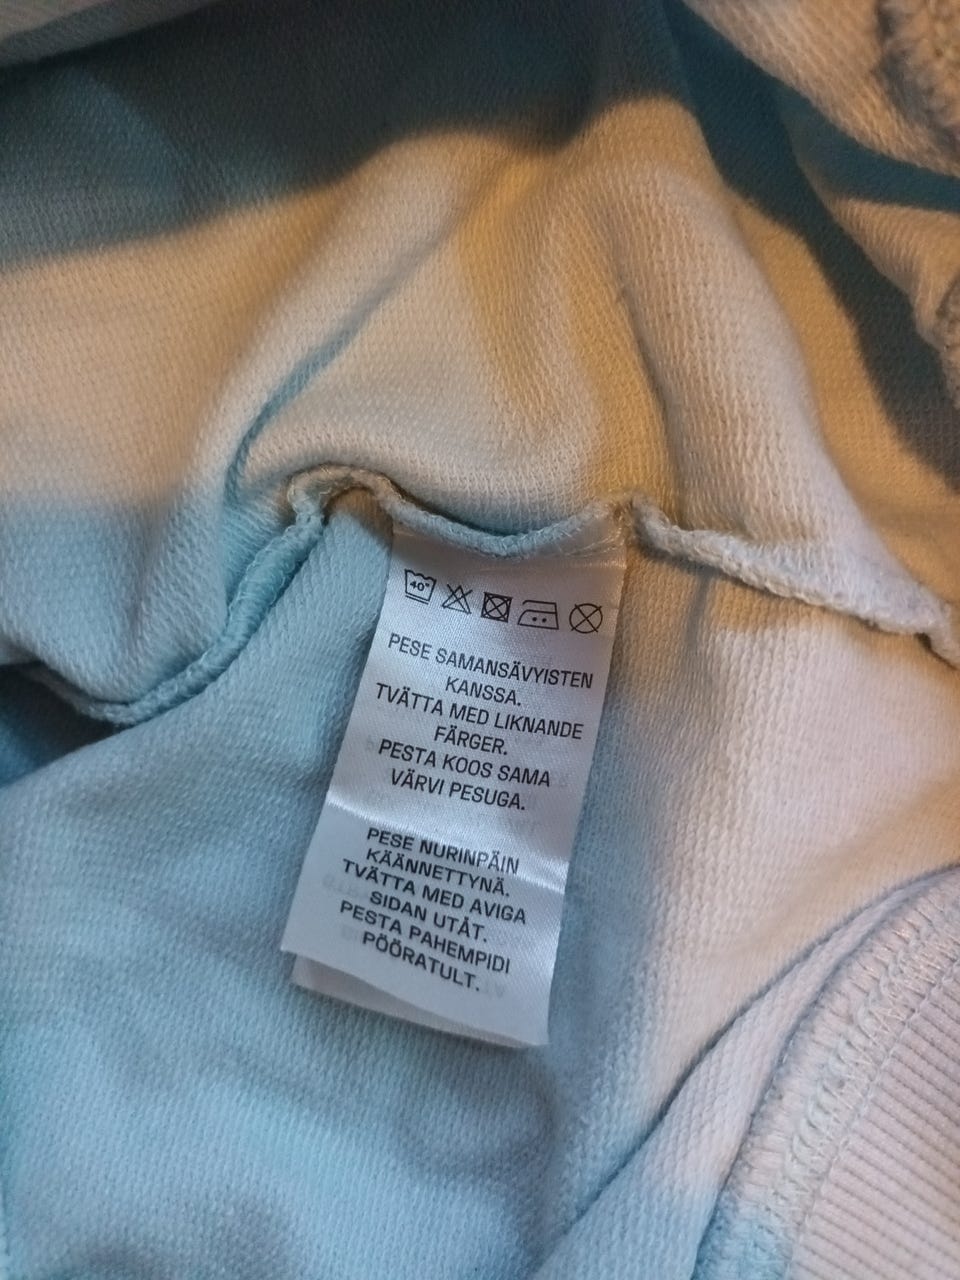 40°
PESE SAMANSÄVYISTEN
KANSSA.
TVÄTTA MED LIKNANDE
FÄRGER.
PESTA KOOS SAMA
VÄRVI PESUGA.
PESE NURINPÄIN
KÄÄNNETTYNÄ.
TVÄTTA MED AVIGA
SIDAN UTÅT.
PESTA PAHEMPIDI
PÖÖRATULT.